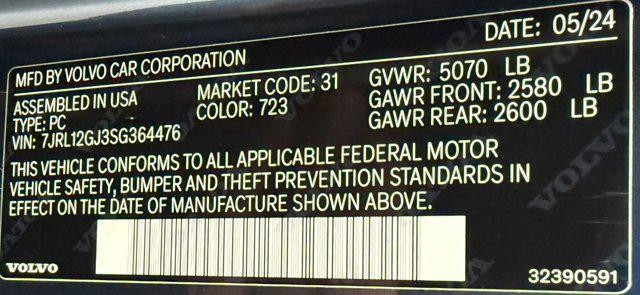 MFD BY VOLVO CAR CORPORATION DATE: 05/24
ASSEMBLED IN USA MARKET CODE: 31 GVWR: 5070 LB
TYPE: PC COLOR: 723 GAWR FRONT: 2580 LB
VIN: 7JRL12GJ3SG364476 GAWR REAR: 2600 LB
THIS VEHICLE CONFORMS TO ALL APPLICABLE FEDERAL MOTOR
VEHICLE SAFETY, BUMPER AND THEFT PREVENTION STANDARDS IN
EFFECT ON THE DATE OF MANUFACTURE SHOWN ABOVE.
VOLVO 32390591